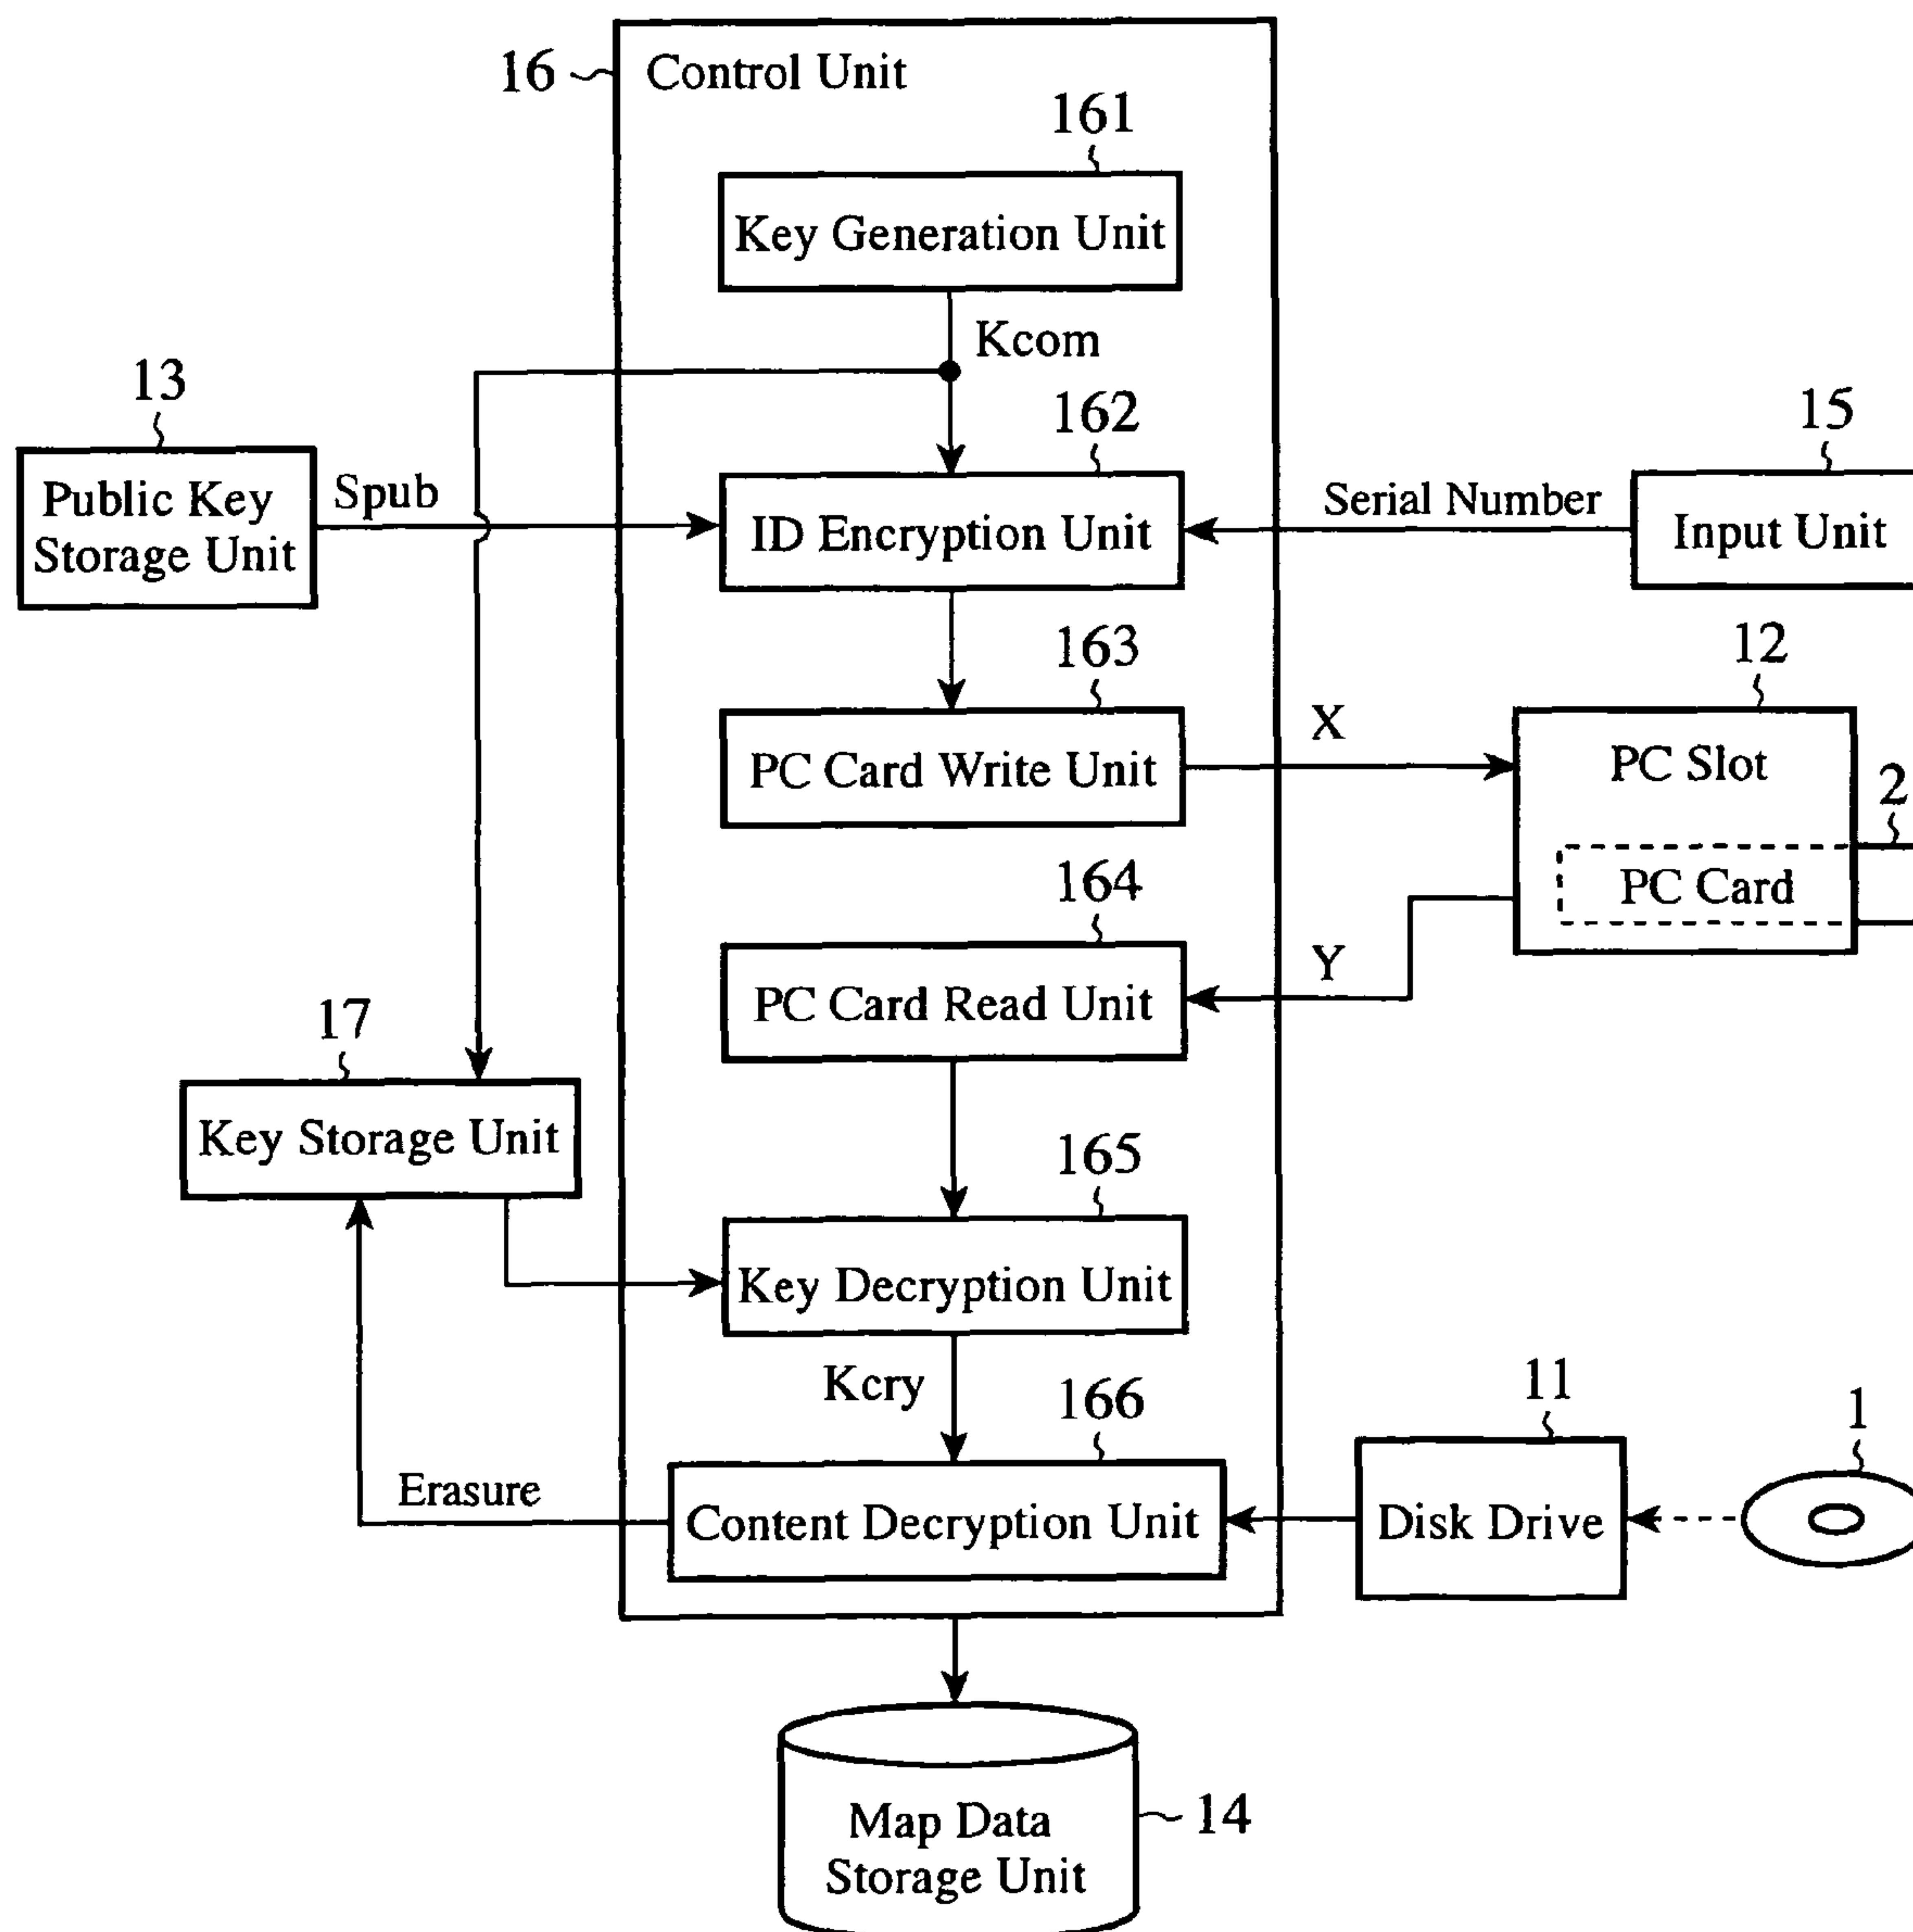 16
Control Unit
161
Key Generation Unit
Kcom
13
Public Key
Storage Unit
Spub
162
ID Encryption Unit
Serial Number
15
Input Unit
163
PC Card Write Unit
X
12
PC Slot
2
PC Card
164
PC Card Read Unit
Y
17
Key Storage Unit
165
Key Decryption Unit
Kcry
166
Content Decryption Unit
Erasure
11
Disk Drive
1
Map Data
Storage Unit
14